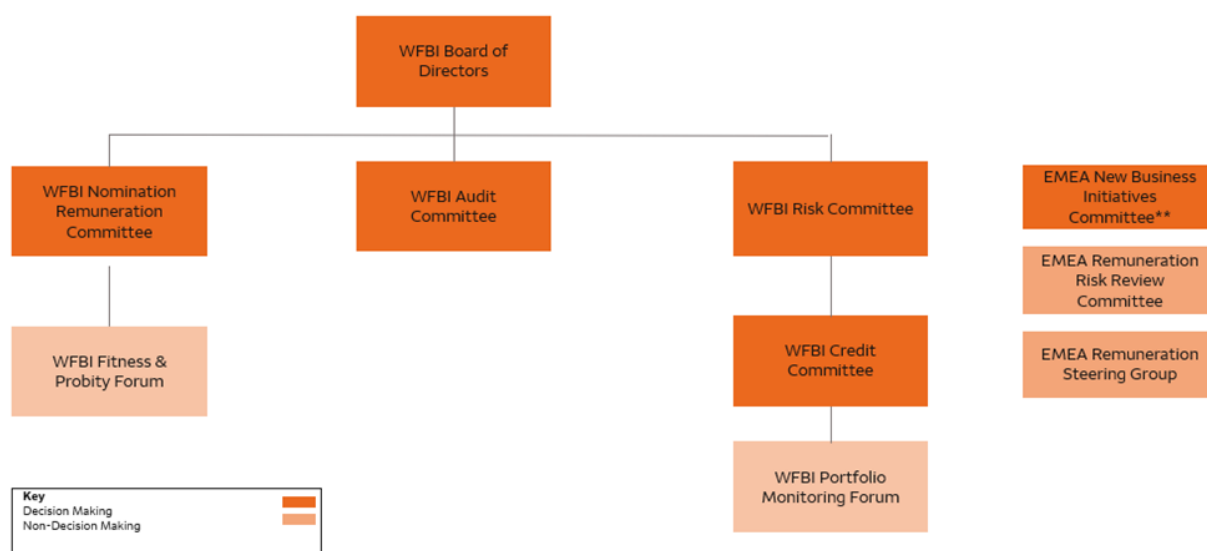 WFBI Board of
Directors
WFBI Nomination
Remuneration
Committee
WFBI Audit
Committee
WFBI Risk Committee
EMEA New Business
Initiatives
Committee**
EMEA Remuneration
Risk Review
Committee
WFBI Fitness &
Probity Forum
WFBI Credit
Committee
EMEA Remuneration
Steering Group
WFBI Portfolio
Monitoring Forum
Key
Decision Making
Non-Decision Making